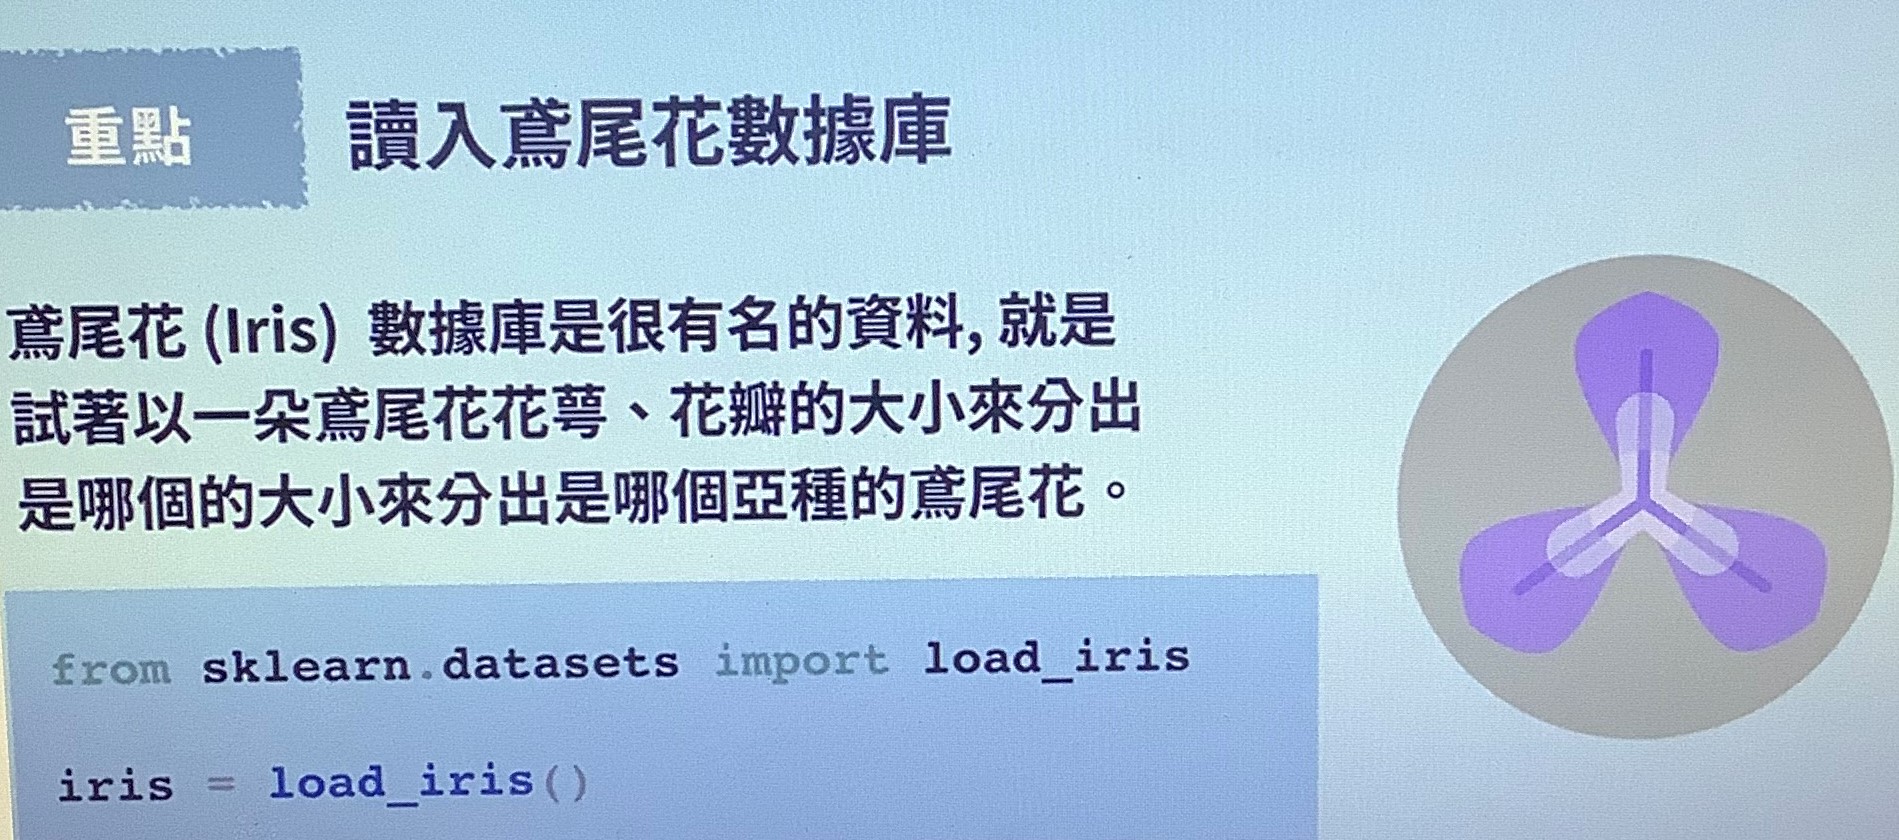 重點
讀入鳶尾花數據庫
鳶尾花 (Iris) 數據庫是很有名的資料, 就是
試著以一朵鳶尾花花萼、花瓣的大小來分出
是哪個的大小來分出是哪個亞種的鳶尾花。
from sklearn.datasets import load_iris
iris = load_iris()